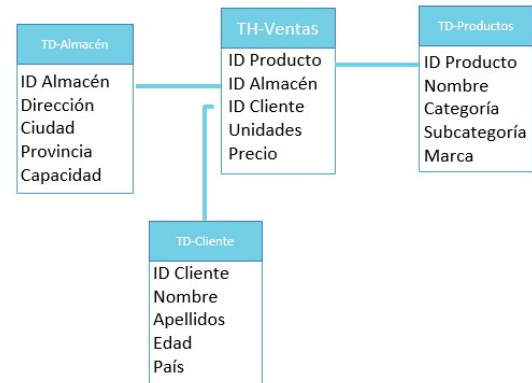 TD-Almacén
ID Almacén
Dirección
Ciudad
Provincia
Capacidad
TH-Ventas
ID Producto
ID Almacén
ID Cliente
Unidades
Precio
TD-Productos
ID Producto
Nombre
Categoría
Subcategoría
Marca
TD-Cliente
ID Cliente
Nombre
Apellidos
Edad
País